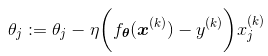 θ_j := θ_j − η(f_θ(x^(k)) − y^(k))x_j^(k)